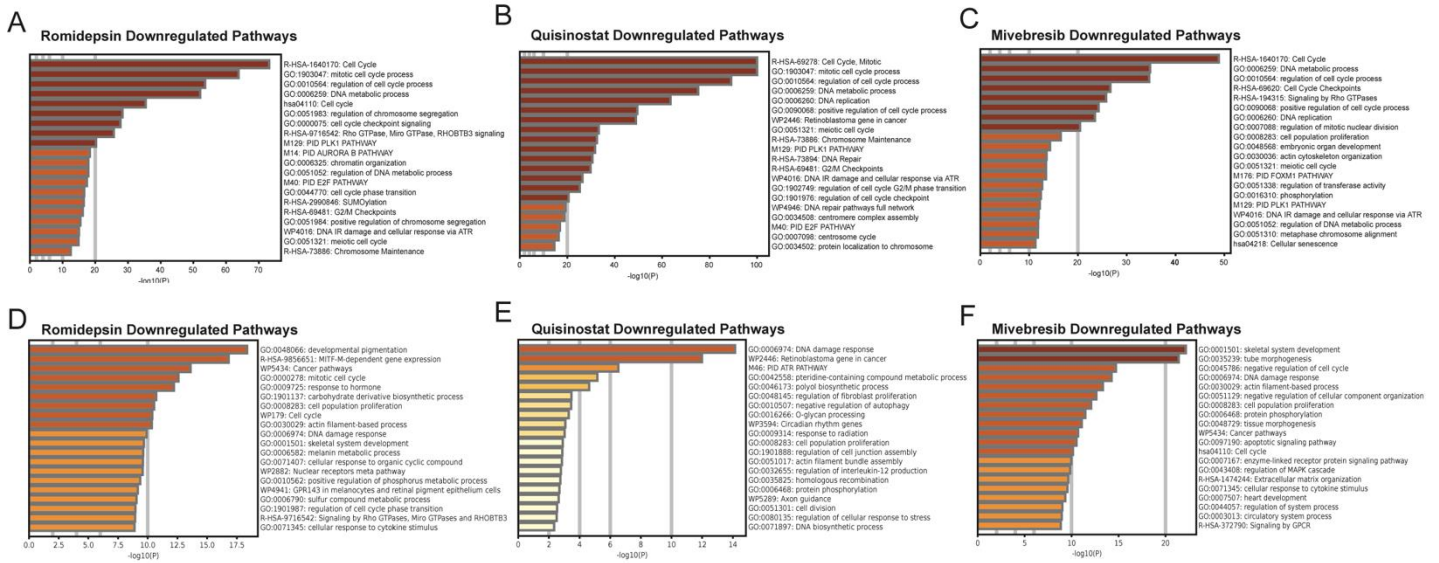 A
Romidepsin Downregulated Pathways
R-HSA-1640170: Cell Cycle
GO:1903047: mitotic cell cycle process
GO:0010564: regulation of cell cycle process
GO:0006259: DNA metabolic process
hsa04110: Cell cycle
GO:0051983: regulation of chromosome segregation
GO:0000075: cell cycle checkpoint signaling
R-HSA-9716542: Rho GTPase, Miro GTPase, RHOBTB3 signaling
M129: PID PLK1 PATHWAY
M14: PID AURORA B PATHWAY
GO:0006325: chromatin organization
GO:0051052: regulation of DNA metabolic process
M40: PID E2F PATHWAY
GO:0044770: cell cycle phase transition
R-HSA-2990846: SUMOylation
R-HSA-69481: G2/M Checkpoints
GO:0051984: positive regulation of chromosome segregation
WP4016: DNA IR damage and cellular response via ATR
GO:0051321: meiotic cell cycle
R-HSA-73886: Chromosome Maintenance
0 10 20 30 40 50 60 70
-log10(P)
B
Quisinostat Downregulated Pathways
R-HSA-69278: Cell Cycle, Mitotic
GO:1903047: mitotic cell cycle process
GO:0010564: regulation of cell cycle process
GO:0006259: DNA metabolic process
GO:0006260: DNA replication
GO:0090068: positive regulation of cell cycle process
WP2446: Retinoblastoma gene in cancer
GO:0051321: meiotic cell cycle
R-HSA-73886: Chromosome Maintenance
M129: PID PLK1 PATHWAY
R-HSA-73894: DNA Repair
R-HSA-69481: G2/M Checkpoints
WP4016: DNA IR damage and cellular response via ATR
GO:1902749: regulation of cell cycle G2/M phase transition
GO:1901976: regulation of cell cycle checkpoint
WP4946: DNA repair pathways full network
GO:0034508: centromere complex assembly
M40: PID E2F PATHWAY
GO:0007098: centrosome cycle
GO:0034502: protein localization to chromosome
0 20 40 60 80 100
-log10(P)
C
Mivebresib Downregulated Pathways
R-HSA-1640170: Cell Cycle
GO:0006259: DNA metabolic process
GO:0010564: regulation of cell cycle process
R-HSA-69620: Cell Cycle Checkpoints
R-HSA-194315: Signaling by Rho GTPases
GO:0090068: positive regulation of cell cycle process
GO:0006260: DNA replication
GO:0007088: regulation of mitotic nuclear division
GO:0008283: cell population proliferation
GO:0048568: embryonic organ development
GO:0030036: actin cytoskeleton organization
GO:0051321: meiotic cell cycle
M176: PID FOXM1 PATHWAY
GO:0051338: regulation of transferase activity
GO:0016310: phosphorylation
M129: PID PLK1 PATHWAY
WP4016: DNA IR damage and cellular response via ATR
GO:0051052: regulation of DNA metabolic process
GO:0051310: metaphase chromosome alignment
hsa04218: Cellular senescence
0 10 20 30 40 50
-log10(P)
D
Romidepsin Downregulated Pathways
GO:0048066: developmental pigmentation
R-HSA-9856651: MITF-M-dependent gene expression
WP5434: Cancer pathways
GO:0000278: mitotic cell cycle
GO:0009725: response to hormone
GO:1901137: carbohydrate derivative biosynthetic process
GO:0008283: cell population proliferation
WP179: Cell cycle
GO:0030029: actin filament-based process
GO:0006974: DNA damage response
GO:0001501: skeletal system development
GO:0006582: melanin metabolic process
GO:0071407: cellular response to organic cyclic compound
WP2882: Nuclear receptors meta pathway
GO:0010562: positive regulation of phosphorus metabolic process
WP4941: GPR143 in melanocytes and retinal pigment epithelium cells
GO:0006790: sulfur compound metabolic process
GO:1901987: regulation of cell cycle phase transition
R-HSA-9716542: Signaling by Rho GTPases, Miro GTPases and RHOBTB3
GO:0071345: cellular response to cytokine stimulus
0.0 2.5 5.0 7.5 10.0 12.5 15.0 17.5
-log10(P)
E
Quisinostat Downregulated Pathways
GO:0006974: DNA damage response
WP2446: Retinoblastoma gene in cancer
M46: PID ATR PATHWAY
GO:0042558: pteridine-containing compound metabolic process
GO:0046173: polyol biosynthetic process
GO:0048145: regulation of fibroblast proliferation
GO:0010507: negative regulation of autophagy
GO:0016266: O-glycan processing
WP3594: Circadian rhythm genes
GO:0009314: response to radiation
GO:0008283: cell population proliferation
GO:1901888: regulation of cell junction assembly
GO:0051017: actin filament bundle assembly
GO:0032655: regulation of interleukin-12 production
GO:0035825: homologous recombination
GO:0006468: protein phosphorylation
WP5289: Axon guidance
GO:0051301: cell division
GO:0080135: regulation of cellular response to stress
GO:0071897: DNA biosynthetic process
0 2 4 6 8 10 12 14
-log10(P)
F
Mivebresib Downregulated Pathways
GO:0001501: skeletal system development
GO:0035239: tube morphogenesis
GO:0045786: negative regulation of cell cycle
GO:0006974: DNA damage response
GO:0030029: actin filament-based process
GO:0051129: negative regulation of cellular component organization
GO:0008283: cell population proliferation
GO:0006468: protein phosphorylation
GO:0048729: tissue morphogenesis
WP5434: Cancer pathways
GO:0097190: apoptotic signaling pathway
hsa04110: Cell cycle
GO:0007167: enzyme-linked receptor protein signaling pathway
GO:0043408: regulation of MAPK cascade
R-HSA-1474244: Extracellular matrix organization
GO:0071345: cellular response to cytokine stimulus
GO:0007507: heart development
GO:0044057: regulation of system process
GO:0003013: circulatory system process
R-HSA-372790: Signaling by GPCR
0 5 10 15 20
-log10(P)